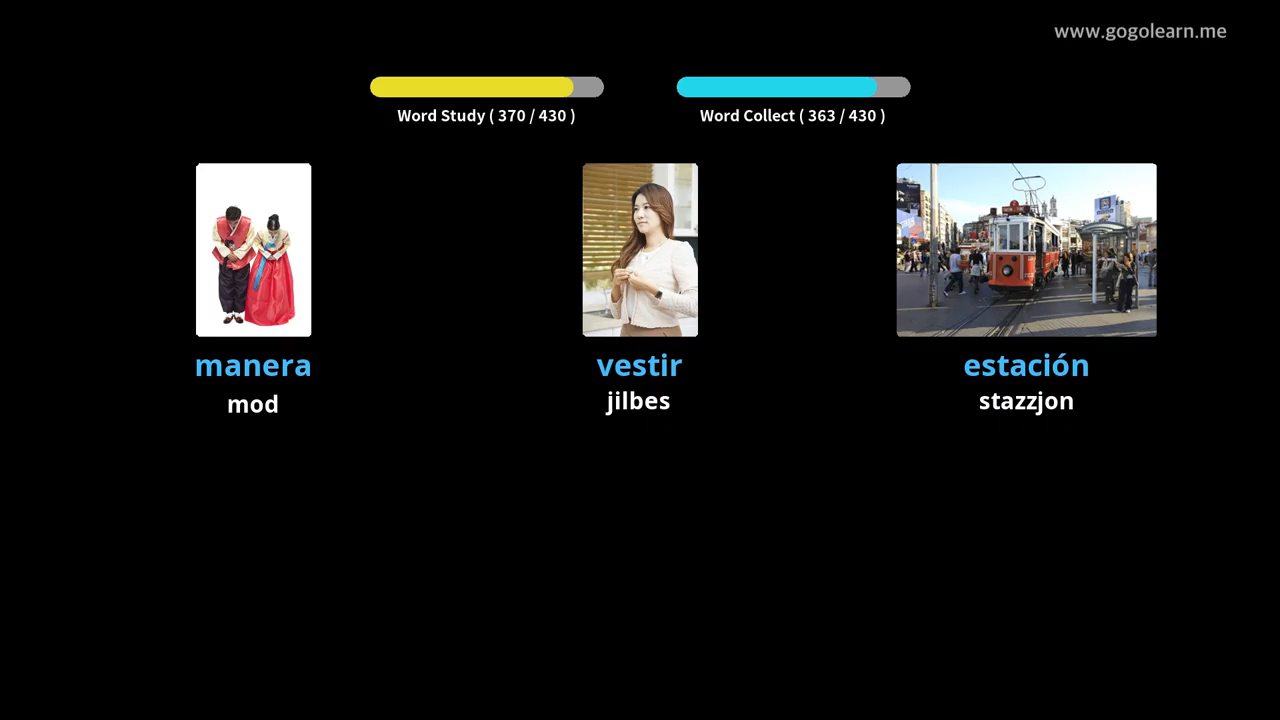 www.gogolearn.me
Word Study ( 370 / 430 )
Word Collect ( 363 / 430 )
manera
mod
vestir
jilbes
estación
stazzjon